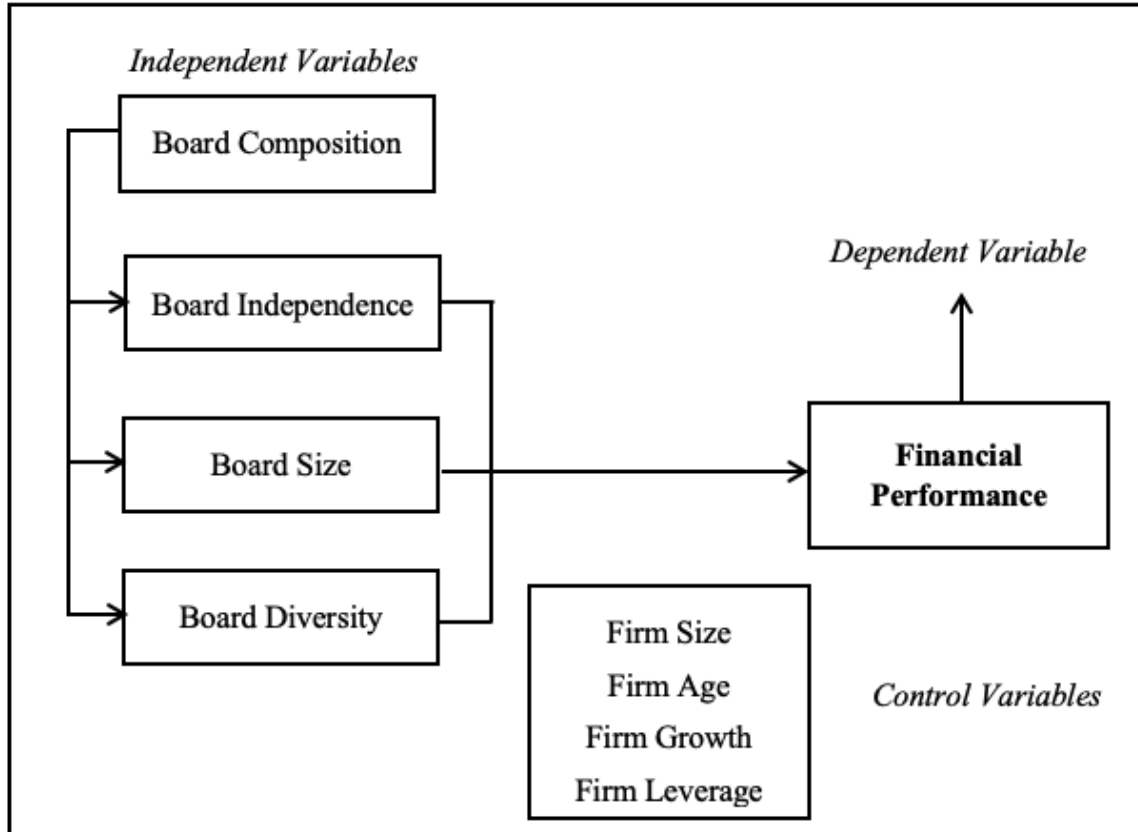 Independent Variables
Board Composition
Board Independence
Dependent Variable
Board Size
Financial
Performance
Board Diversity
Firm Size
Firm Age
Firm Growth
Firm Leverage
Control Variables